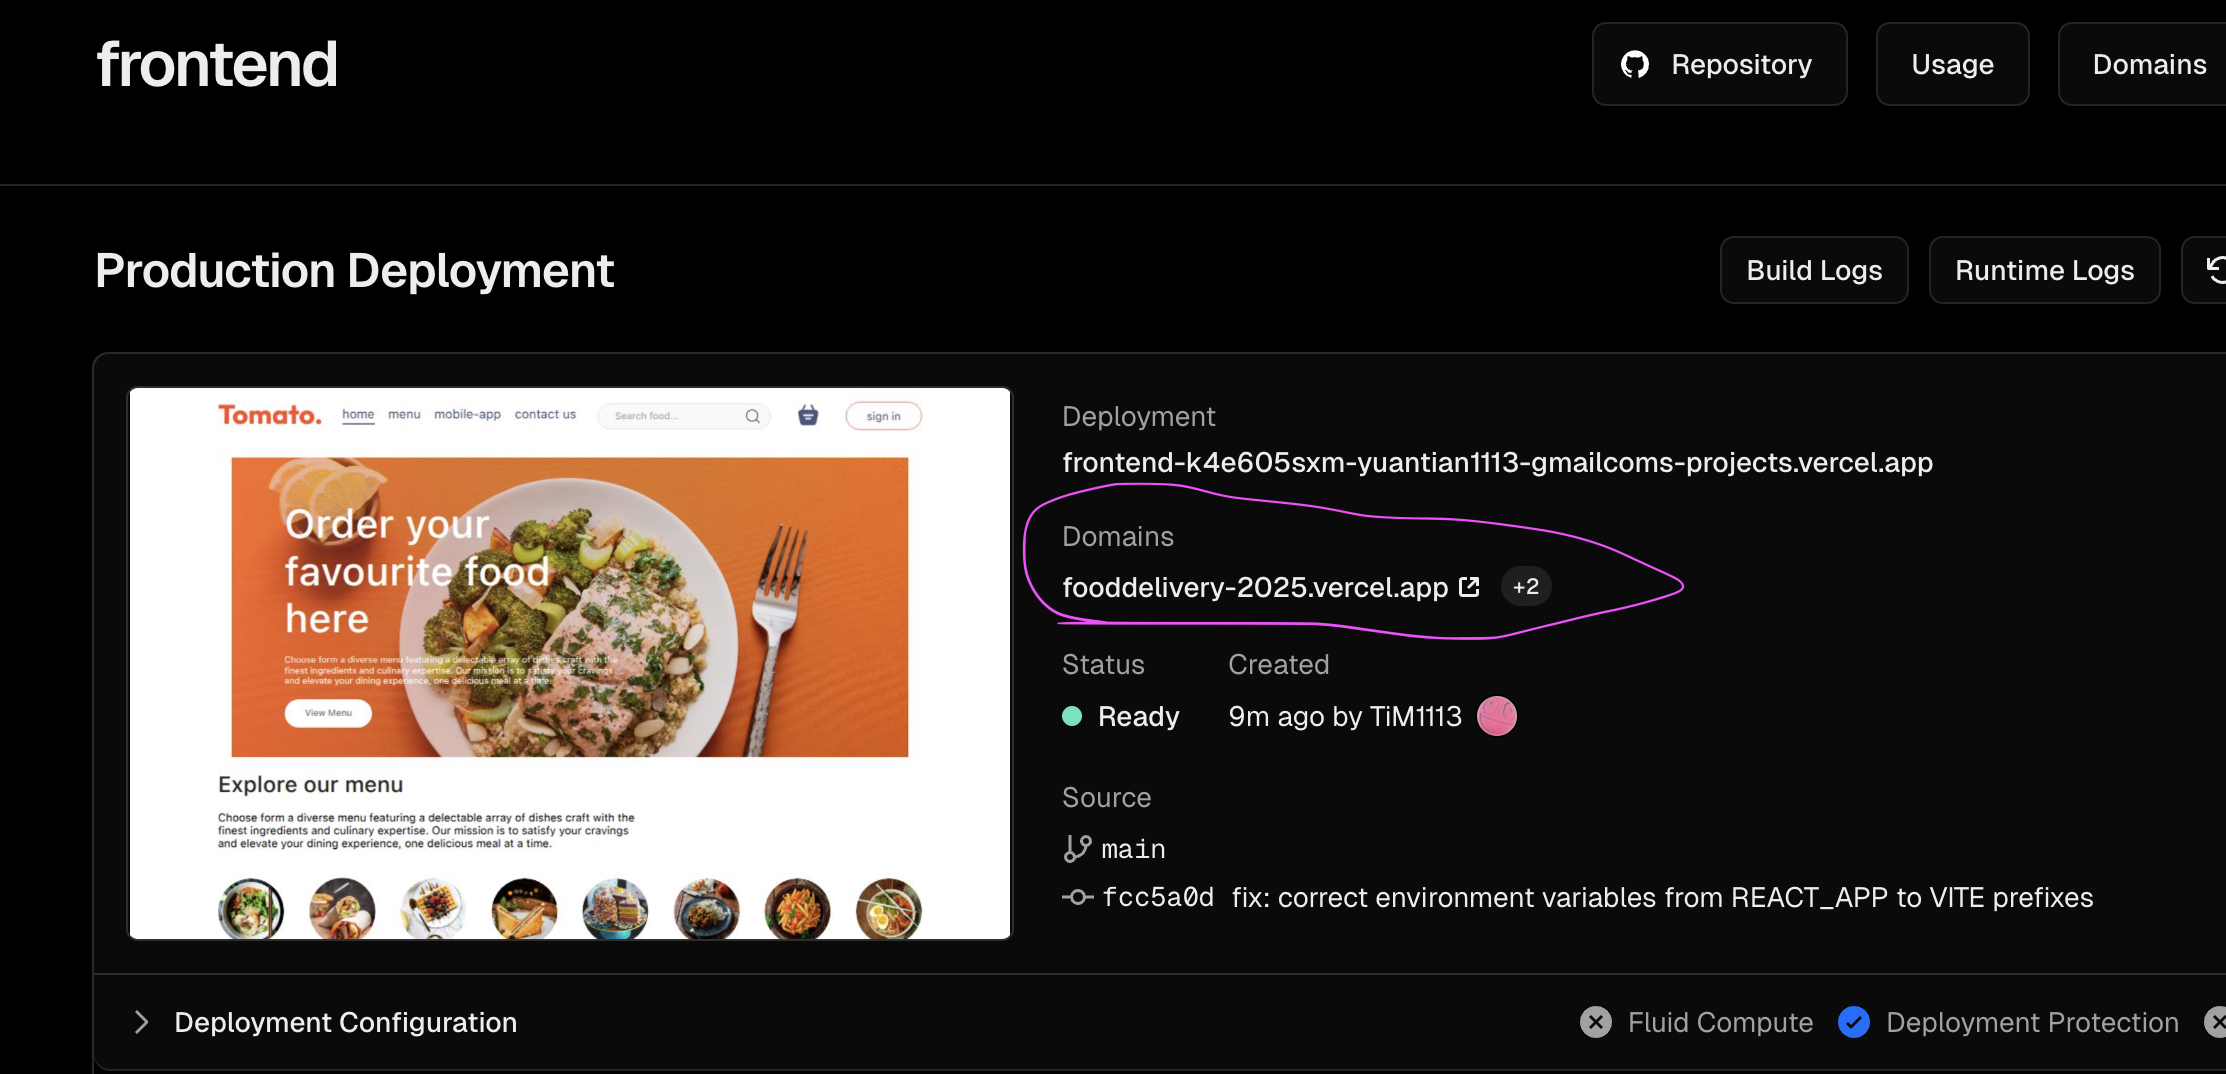 frontend
Repository
Usage
Domains
Production Deployment
Build Logs
Runtime Logs
Tomato.
home
menu
mobile-app
contact us
Search food...
sign in
Order your
favourite food
here
Choose form a diverse menu featuring a delectable array of dishes craft with the
finest ingredients and culinary expertise. Our mission is to satisfy your cravings
and elevate your dining experience, one delicious meal at a time.
View Menu
Explore our menu
Choose form a diverse menu featuring a delectable array of dishes craft with the
finest ingredients and culinary expertise. Our mission is to satisfy your cravings
and elevate your dining experience, one delicious meal at a time.
Deployment
frontend-k4e605sxm-yuantian1113-gmailcoms-projects.vercel.app
Domains
fooddelivery-2025.vercel.app +2
Status
Created
Ready
9m ago by TiM1113
Source
main
fcc5a0d fix: correct environment variables from REACT_APP to VITE prefixes
Deployment Configuration
Fluid Compute
Deployment Protection